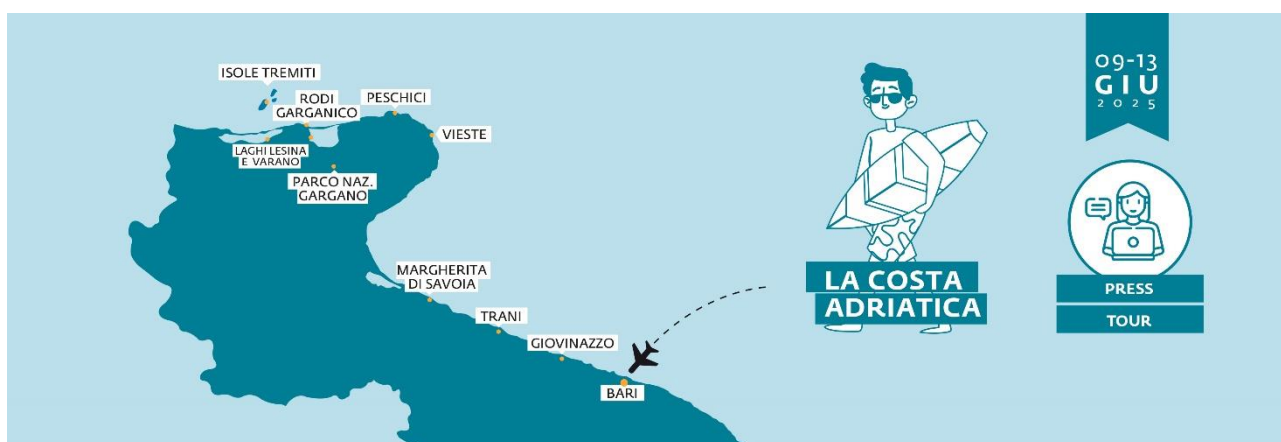 ISOLE TREMITI
RODI
GARGANICO
PESCHICI
VIESTE
LAGHI LESINA
E VARANO
PARCO NAZ.
GARGANO
MARGHERITA
DI SAVOIA
TRANI
GIOVINAZZO
BARI
LA COSTA
ADRIATICA
09-13
GIU
2025
PRESS
TOUR